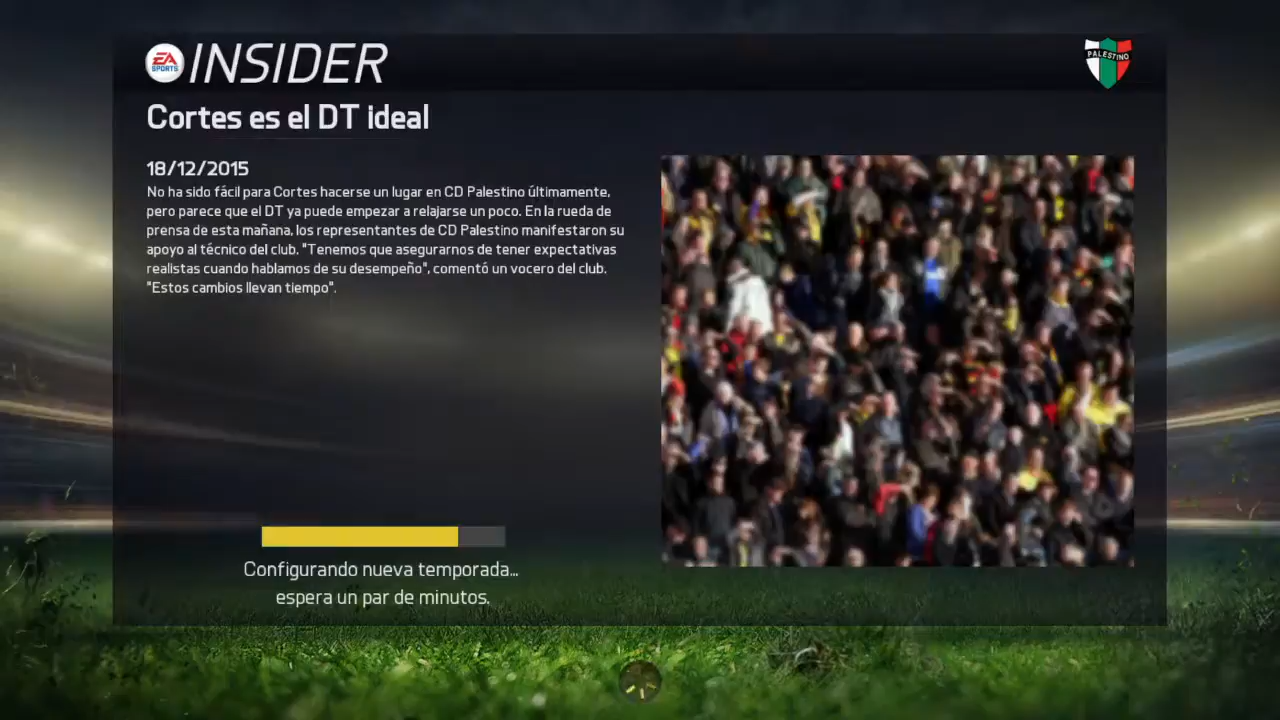 EA SPORTS INSIDER
PALESTINO
Cortes es el DT ideal
18/12/2015
No ha sido fácil para Cortes hacerse un lugar en CD Palestino últimamente,
pero parece que el DT ya puede empezar a relajarse un poco. En la rueda de
prensa de esta mañana, los representantes de CD Palestino manifestaron su
apoyo al técnico del club. "Tenemos que asegurarnos de tener expectativas
realistas cuando hablamos de su desempeño", comentó un vocero del club.
"Estos cambios llevan tiempo".
Configurando nueva temporada...
espera un par de minutos.